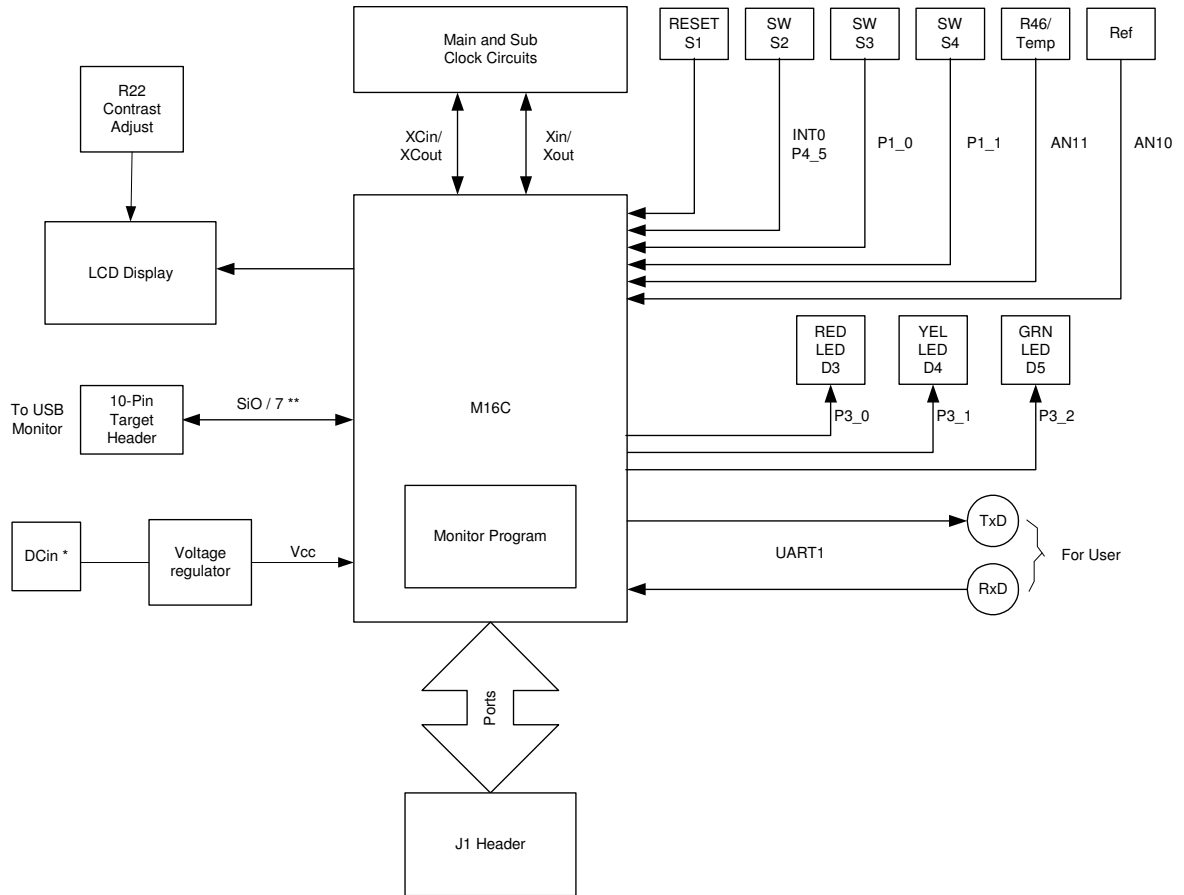 Main and Sub
Clock Circuits
RESET
S1
SW
S2
SW
S3
SW
S4
R46/
Temp
Ref
R22
Contrast
Adjust
XCin/
XCout
Xin/
Xout
INT0
P4_5
P1_0
P1_1
AN11
AN10
LCD Display
RED
LED
D3
YEL
LED
D4
GRN
LED
D5
To USB
Monitor
10-Pin
Target
Header
SiO / 7 **
M16C
P3_0
P3_1
P3_2
DCin *
Voltage
regulator
Vcc
Monitor Program
TxD
UART1
For User
RxD
Ports
J1 Header